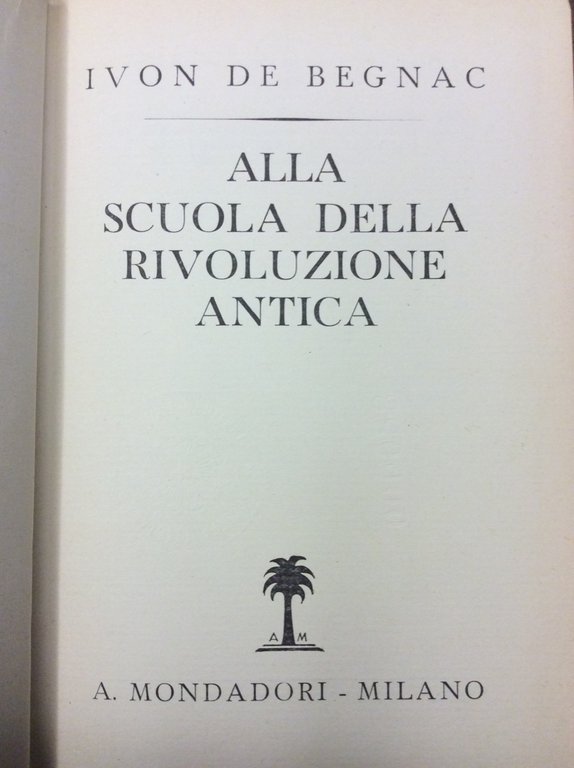 IVON DE BEGNAC
ALLA
SCUOLA DELLA
RIVOLUZIONE
ANTICA
A M
A. MONDADORI - MILANO